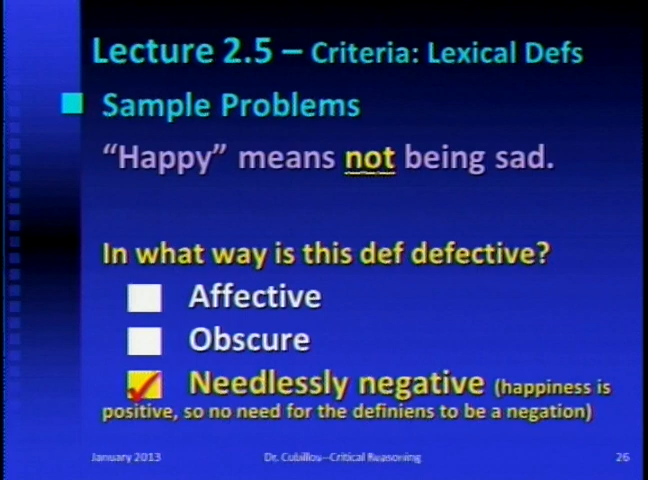 Lecture 2.5 – Criteria: Lexical Defs
Sample Problems
“Happy” means not being sad.
In what way is this def defective?
Affective
Obscure
Needlessly negative (happiness is
positive, so no need for the definiens to be a negation)
January 2013
Dr. Cubillos--Critical Reasoning
26